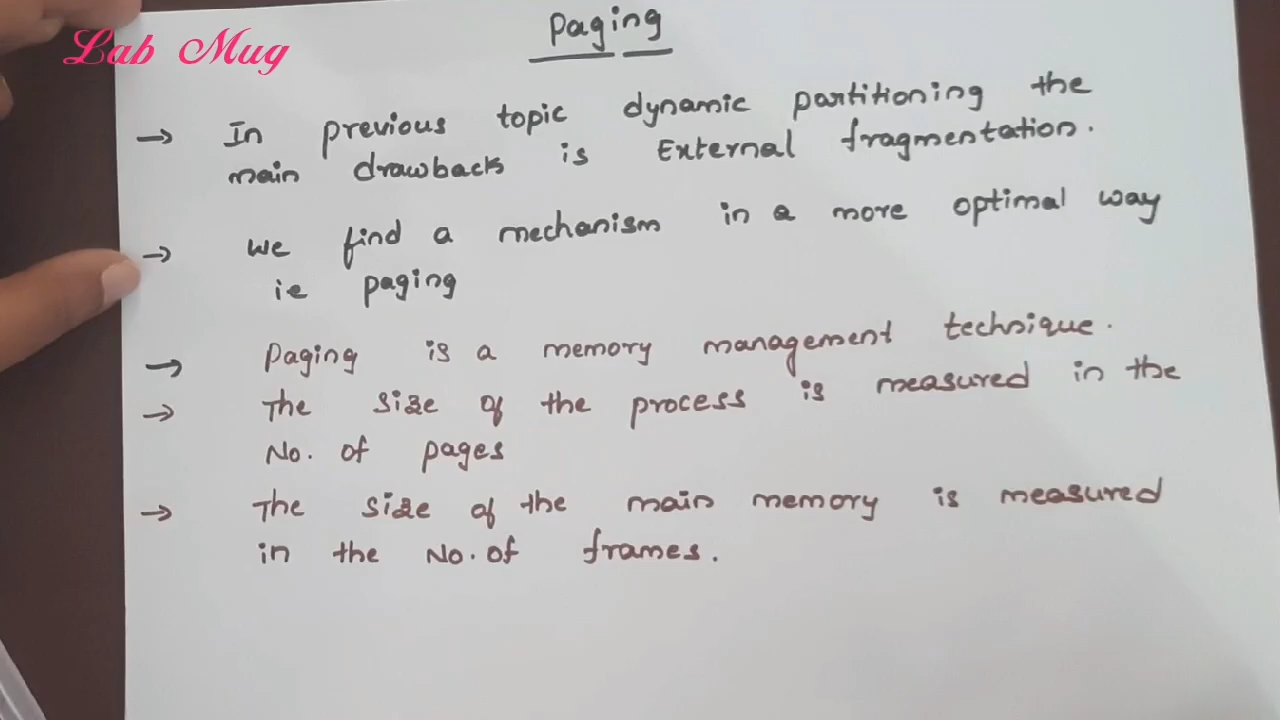 Lab Mug
Paging
→ In previous topic dynamic partitioning the
main drawback is External fragmentation.
→ We find a mechanism in a more optimal way
ie paging
→ Paging is a memory management technique.
→ The size of the process is measured in the
No. of pages
→ The size of the main memory is measured
in the No. of frames.